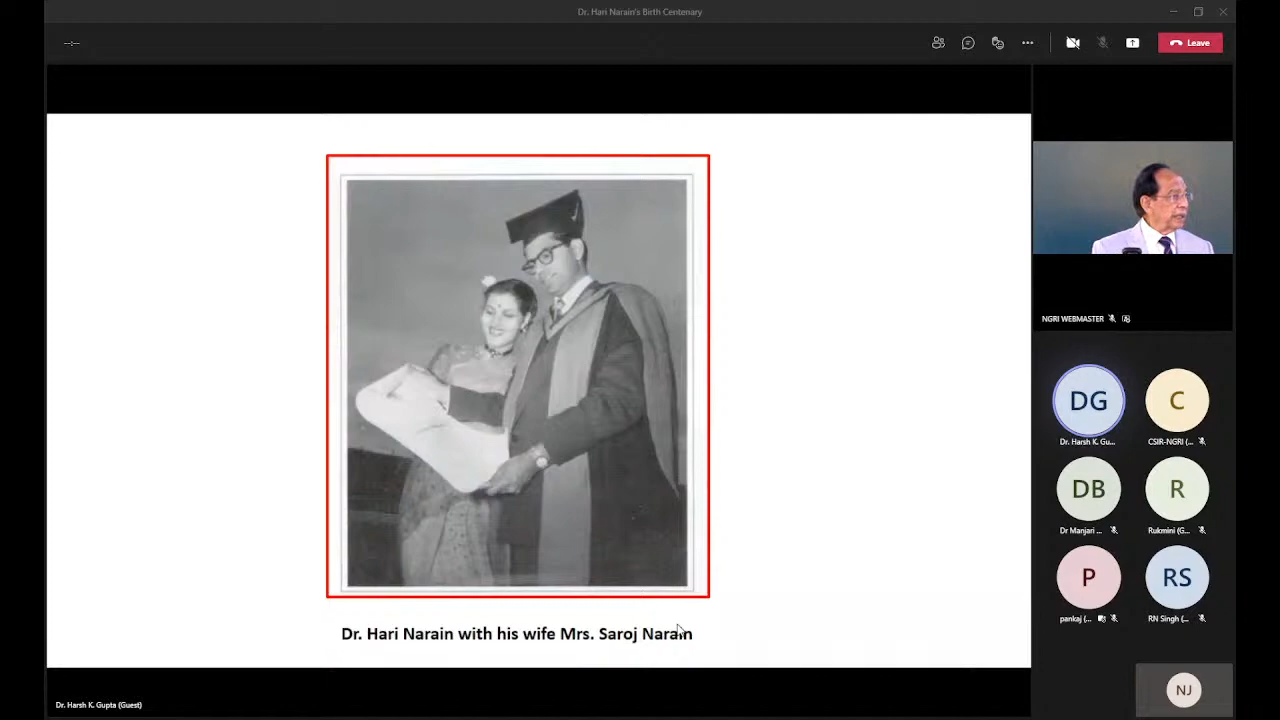 Dr. Hari Narain's Birth Centenary
-:-
Leave
NGRI WEBMASTER
DG
C
Dr. Harsh K. Gu...
CSIR-NGRI (...
DB
R
Dr Manjari ...
Rukmini (G...
P
RS
pankaj (...
RN Singh (...
Dr. Hari Narain with his wife Mrs. Saroj Narain
NJ
Dr. Harsh K. Gupta (Guest)